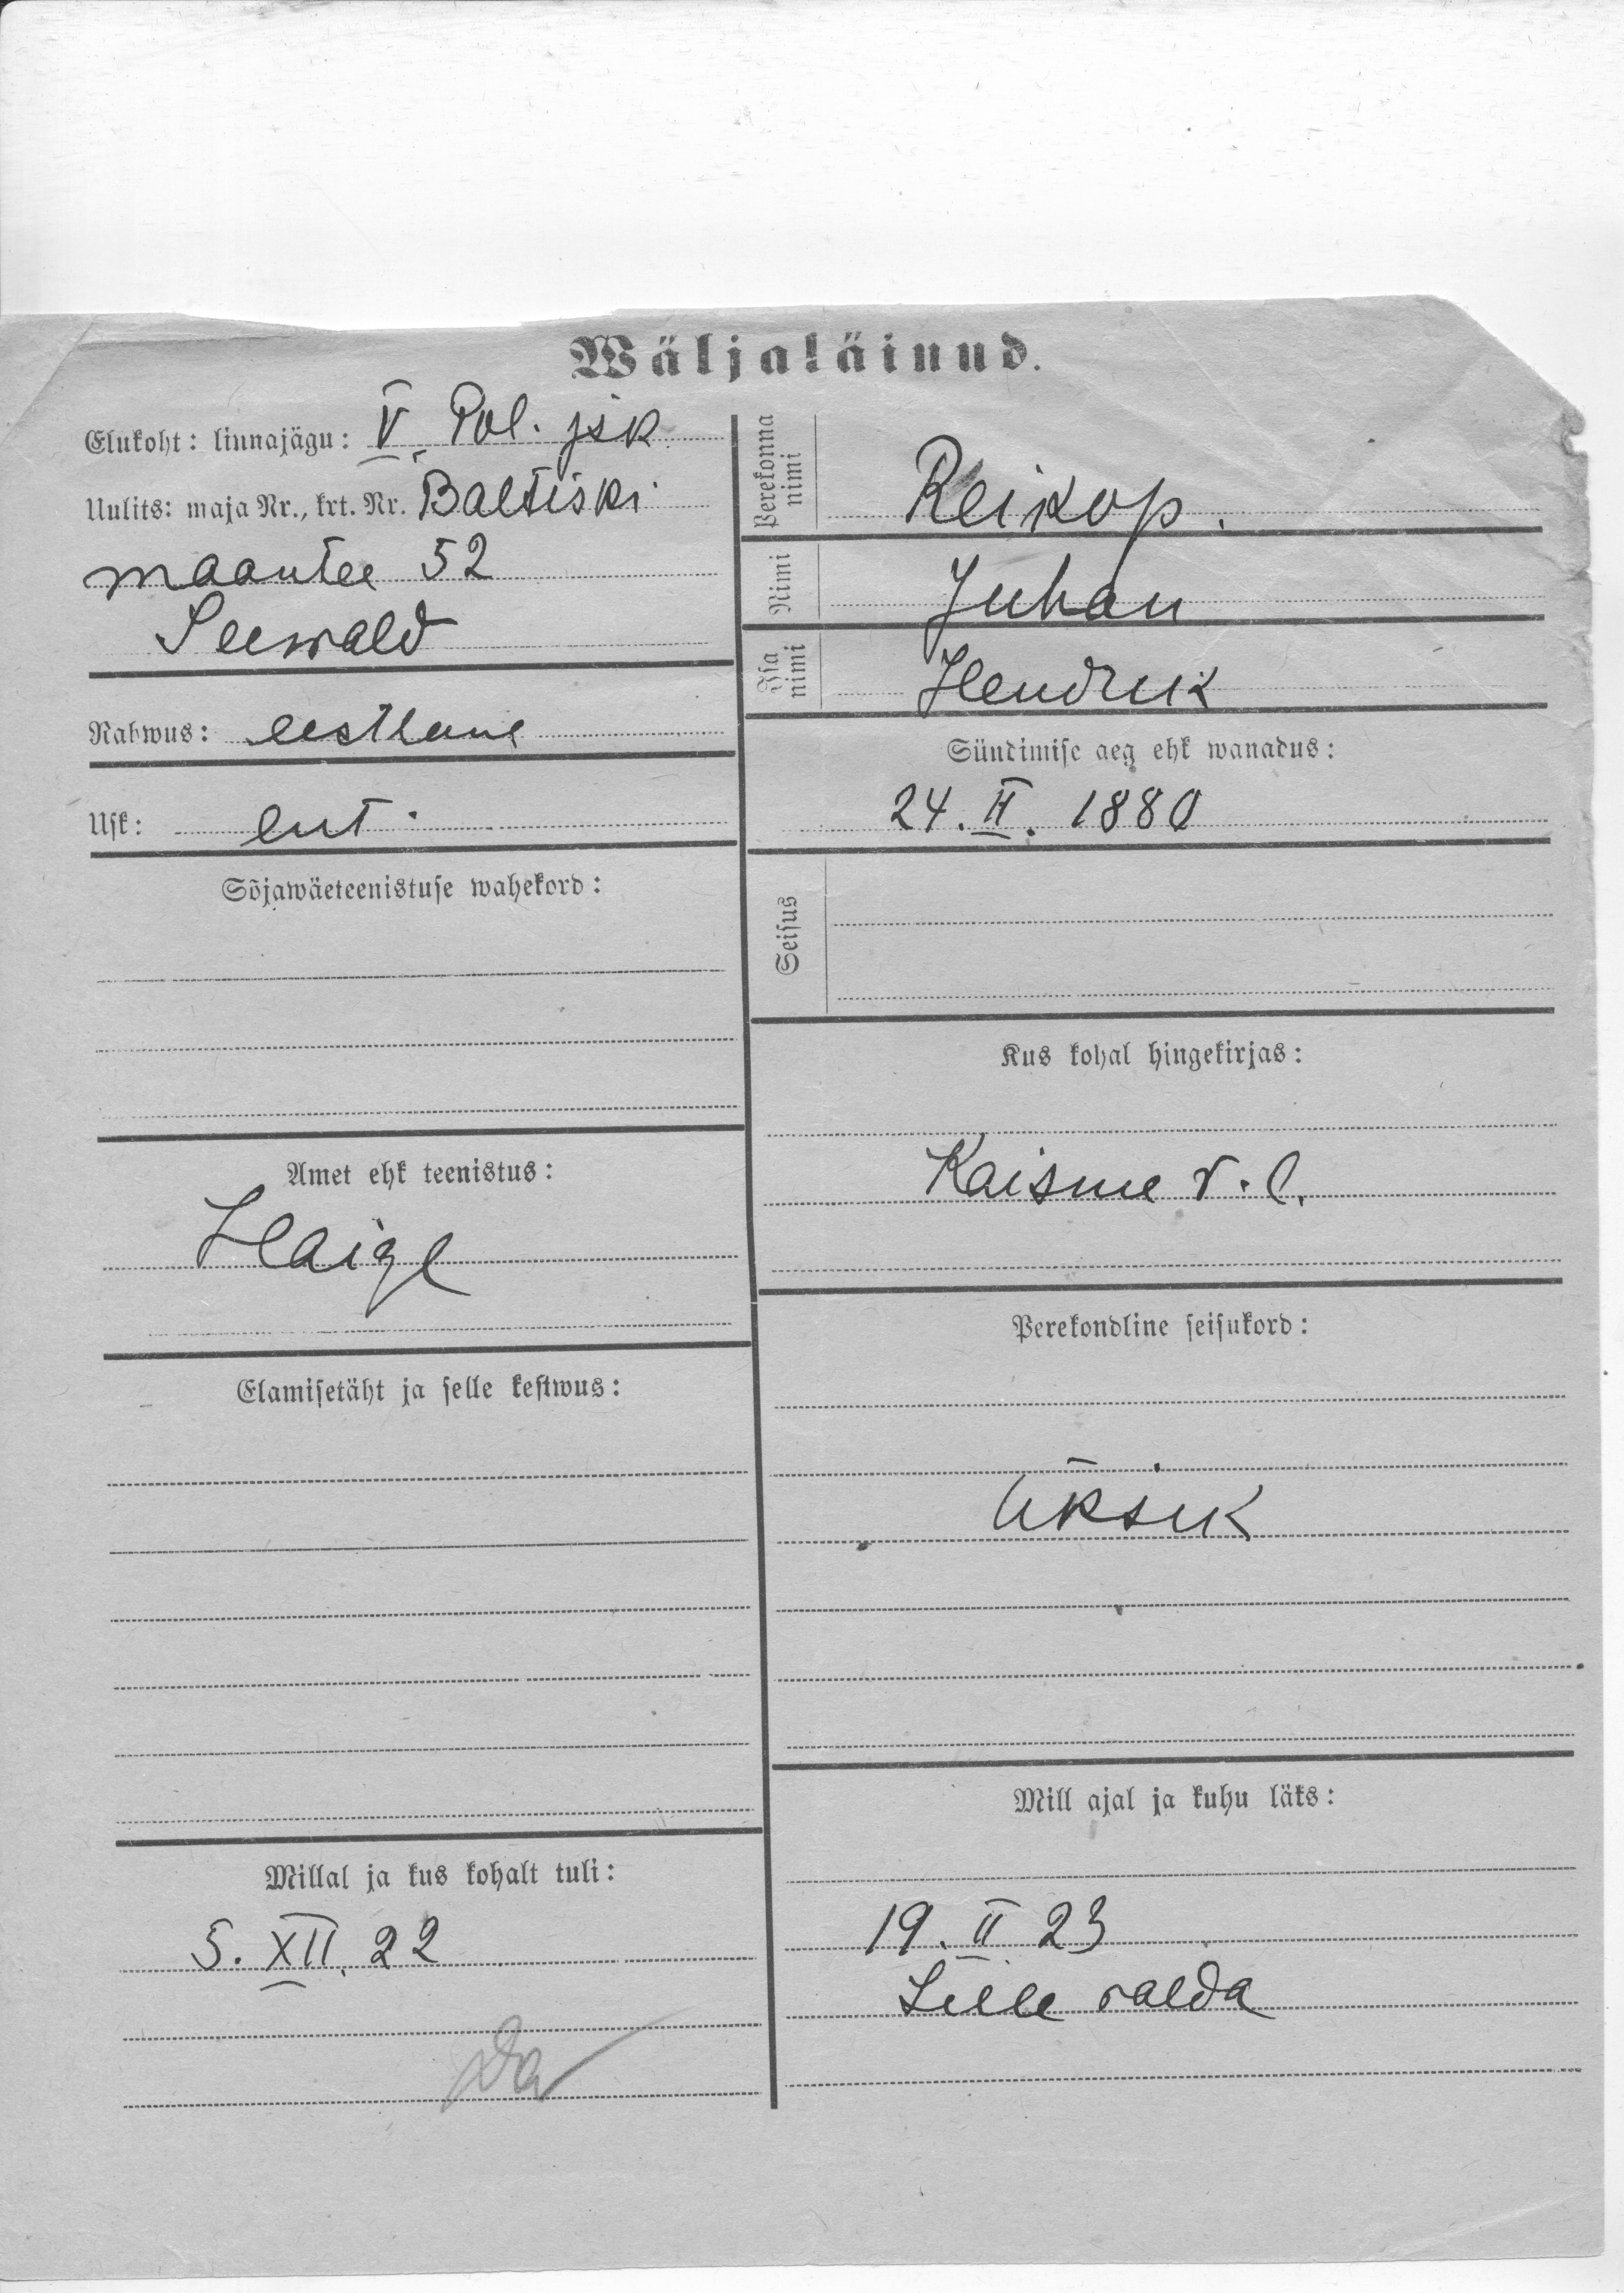 Wäljaläinud.
Elukoht: linnajägu: V. Pol. jsk.
Uulits: maja Nr., krt. Nr. Baltiski
maantee 52
Seewald
Rahwus: eestlane
Usk: lut.
Sõjawäeteenistuse wahekord:
Amet ehk teenistus:
Haige
Elamisetäht ja selle kestwus:
Millal ja kus kohalt tuli:
5. XII. 22
Perekonna nimi
Reikop.
Nimi
Juhan
Isa nimi
Hendrik
Sündimise aeg ehk wanadus:
24. II. 1880
Seisus
Kus kohal hingekirjas:
Kaisme v. l.
Perekondline seisukord:
Üksik
Mill ajal ja kuhu läks:
19. II 23
Lelle valda